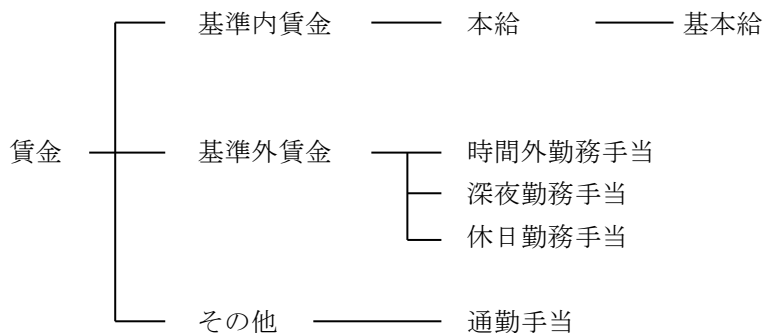 基準内賃金 本給 基本給
賃金 基準外賃金 時間外勤務手当
深夜勤務手当
休日勤務手当
その他 通勤手当